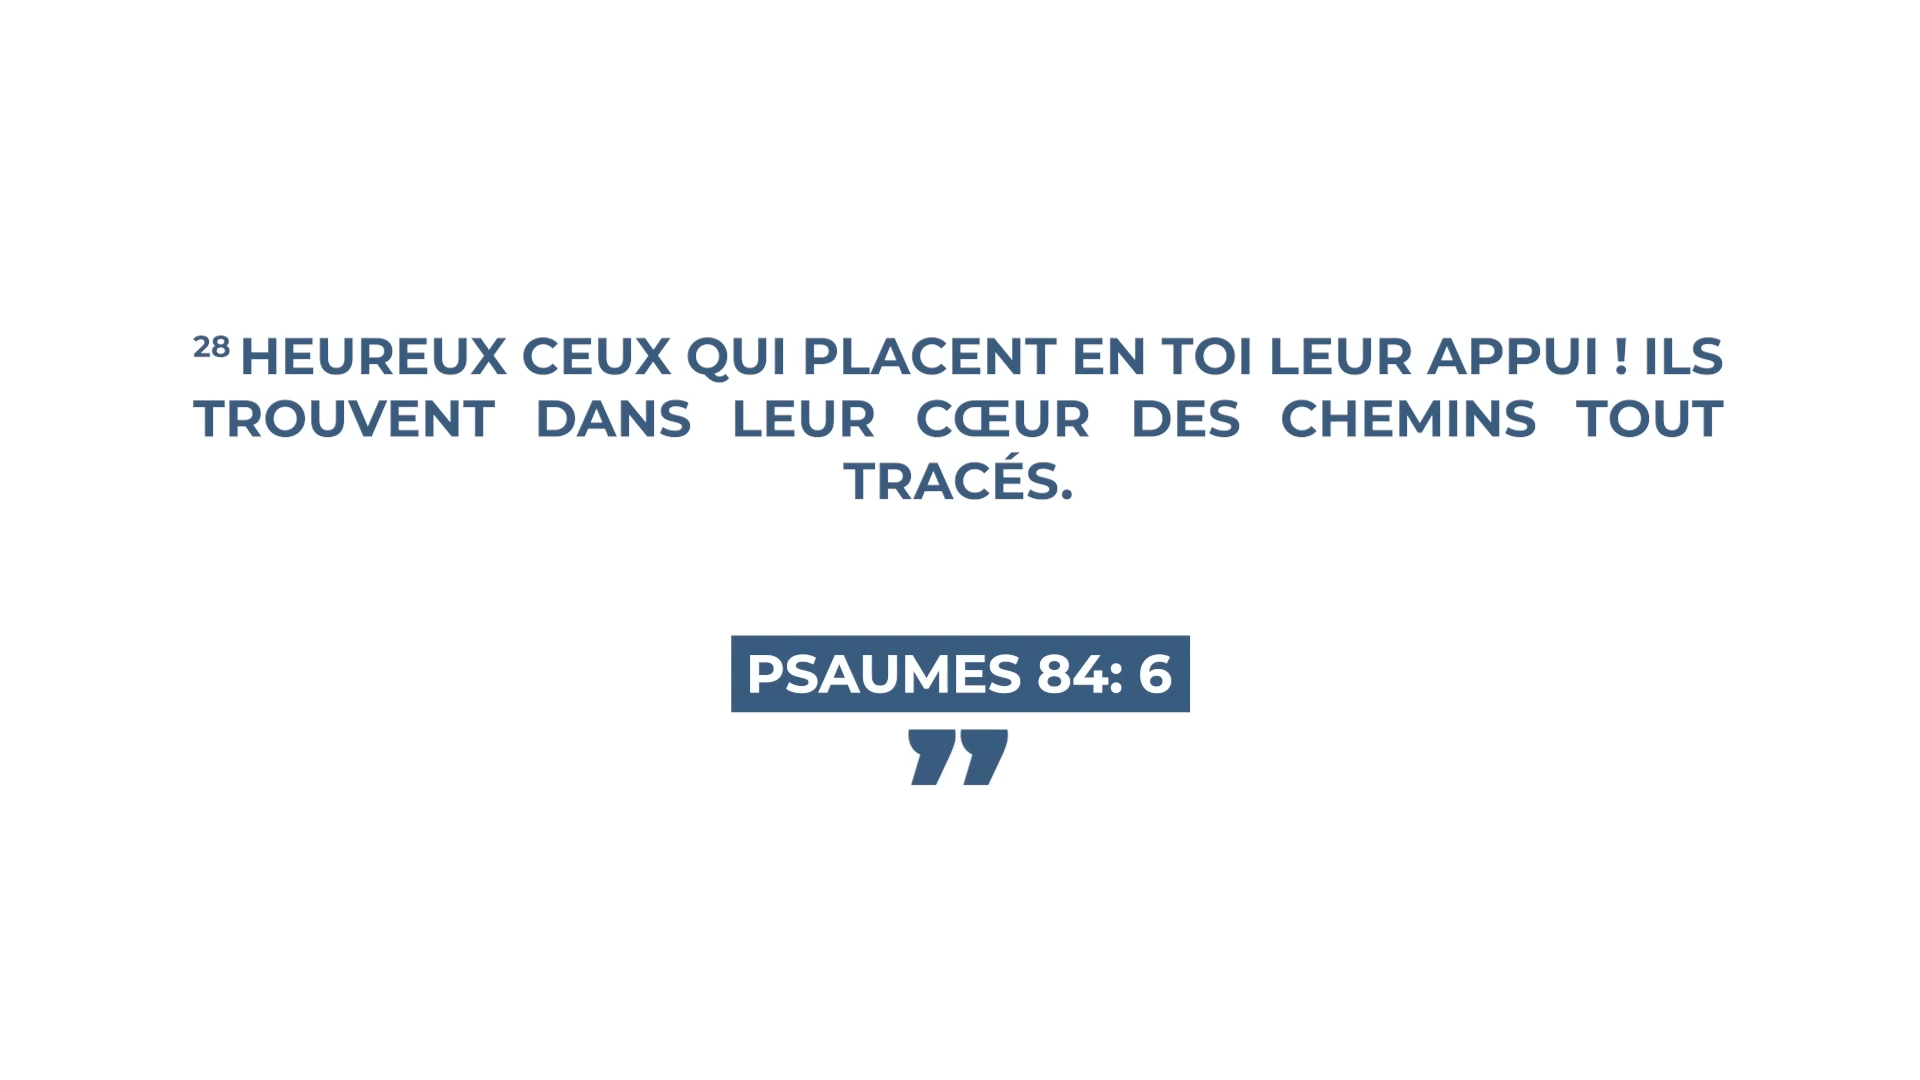 28 HEUREUX CEUX QUI PLACENT EN TOI LEUR APPUI ! ILS
TROUVENT DANS LEUR CŒUR DES CHEMINS TOUT
TRACÉS.
PSAUMES 84: 6
”